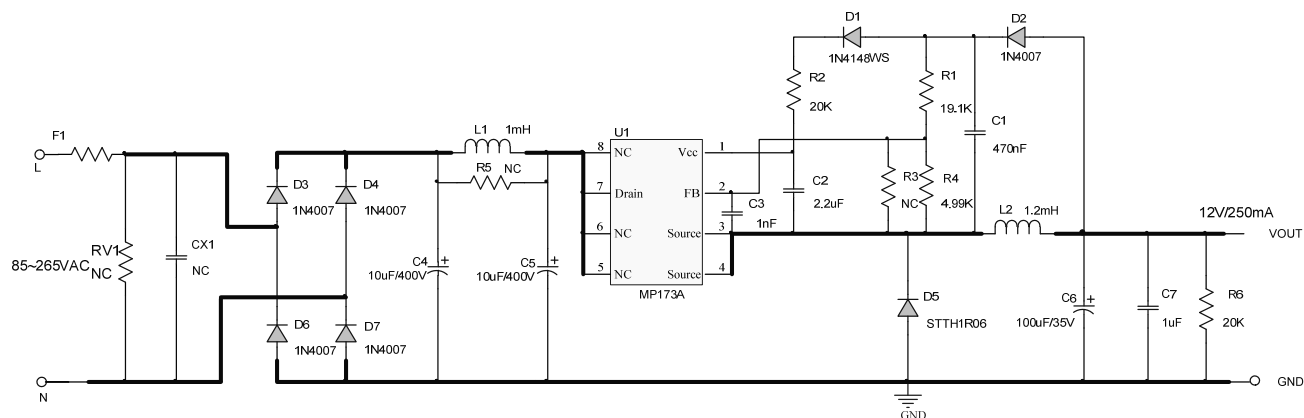 D1
1N4148WS
D2
1N4007
R2
20K
R1
19.1K
C1
470nF
F1
L
L1 1mH
R5 NC
U1
8 NC
7 Drain
6 NC
5 NC
Vcc 1
FB 2
Source 3
Source 4
MP173A
C2
2.2uF
C3
1nF
R3
NC
R4
4.99K
L2 1.2mH
12V/250mA
VOUT
D3
1N4007
D4
1N4007
85~265VAC
RV1
NC
CX1
NC
C4
10uF/400V
C5
10uF/400V
D5
STTH1R06
C6
100uF/35V
C7
1uF
R6
20K
D6
1N4007
D7
1N4007
N
GND
GND